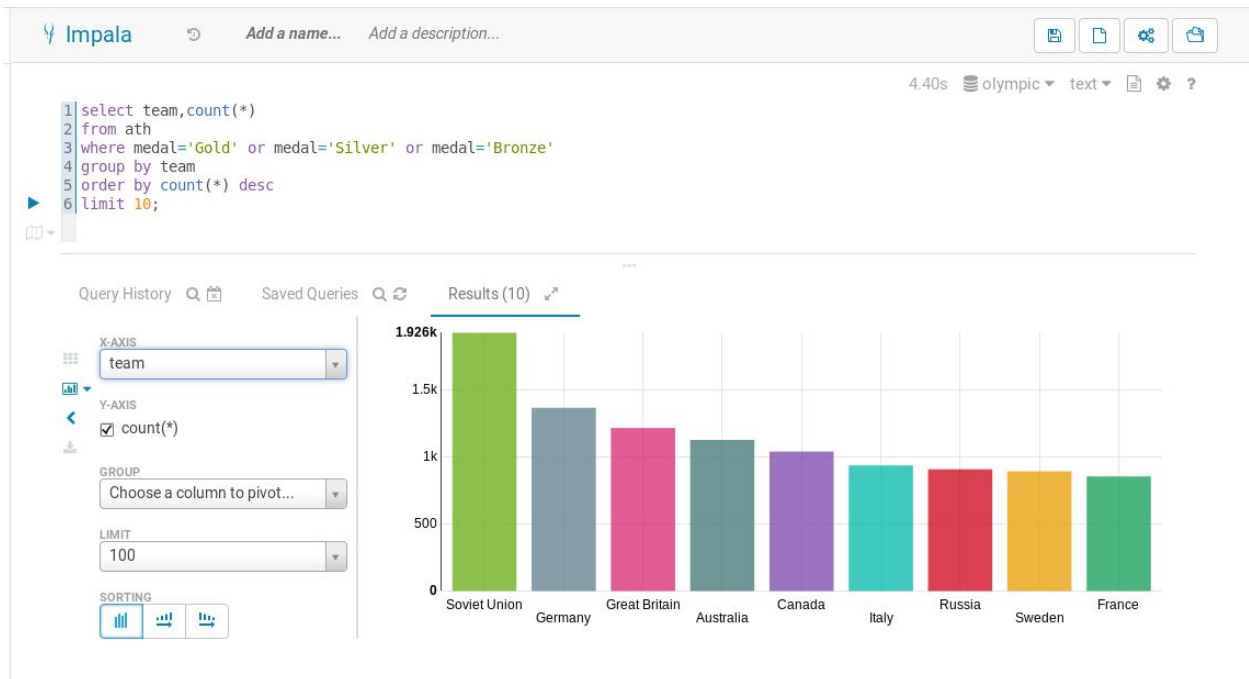 Impala Add a name... Add a description...
4.40s olympic text ?
1 select team,count(*)
2 from ath
3 where medal='Gold' or medal='Silver' or medal='Bronze'
4 group by team
5 order by count(*) desc
6 limit 10;
Query History Saved Queries Results (10)
X-AXIS
team
Y-AXIS
count(*)
GROUP
Choose a column to pivot...
LIMIT
100
SORTING
1.926k
1.5k
1k
500
0
Soviet Union
Germany
Great Britain
Australia
Canada
Italy
Russia
Sweden
France